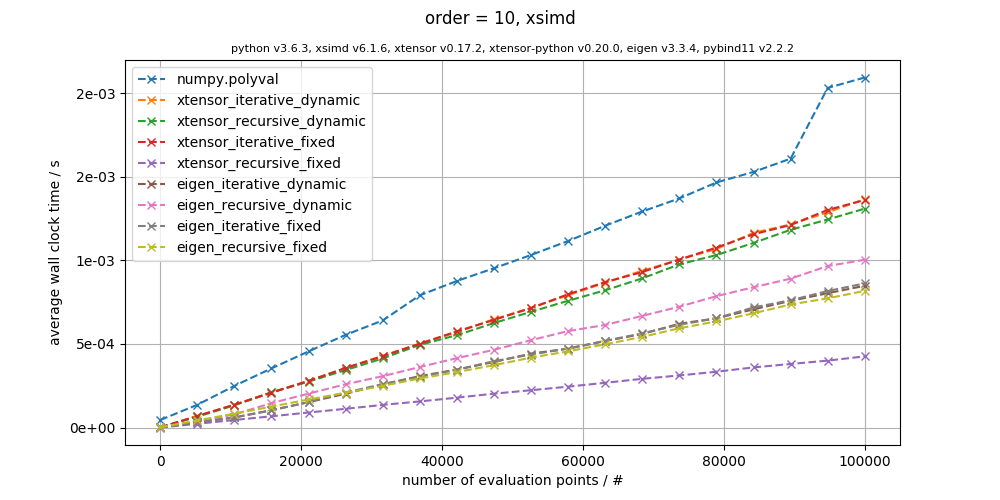 order = 10, xsimd
python v3.6.3, xsimd v6.1.6, xtensor v0.17.2, xtensor-python v0.20.0, eigen v3.3.4, pybind11 v2.2.2
numpy.polyval
xtensor_iterative_dynamic
xtensor_recursive_dynamic
xtensor_iterative_fixed
xtensor_recursive_fixed
eigen_iterative_dynamic
eigen_recursive_dynamic
eigen_iterative_fixed
eigen_recursive_fixed
average wall clock time / s
2e-03
2e-03
1e-03
5e-04
0e+00
0 20000 40000 60000 80000 100000
number of evaluation points / #